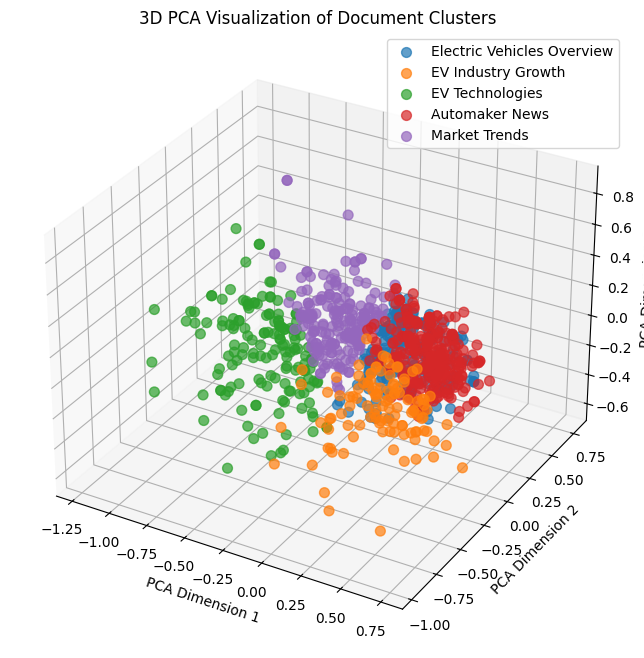 3D PCA Visualization of Document Clusters
Electric Vehicles Overview
EV Industry Growth
EV Technologies
Automaker News
Market Trends
0.8
0.6
0.4
0.2
0.0
−0.2
−0.4
−0.6
PCA
0.75
0.50
0.25
0.00
−0.25
−0.50
−0.75
−1.00
PCA Dimension 2
−1.25
−1.00
−0.75
−0.50
−0.25
0.00
0.25
0.50
0.75
PCA Dimension 1